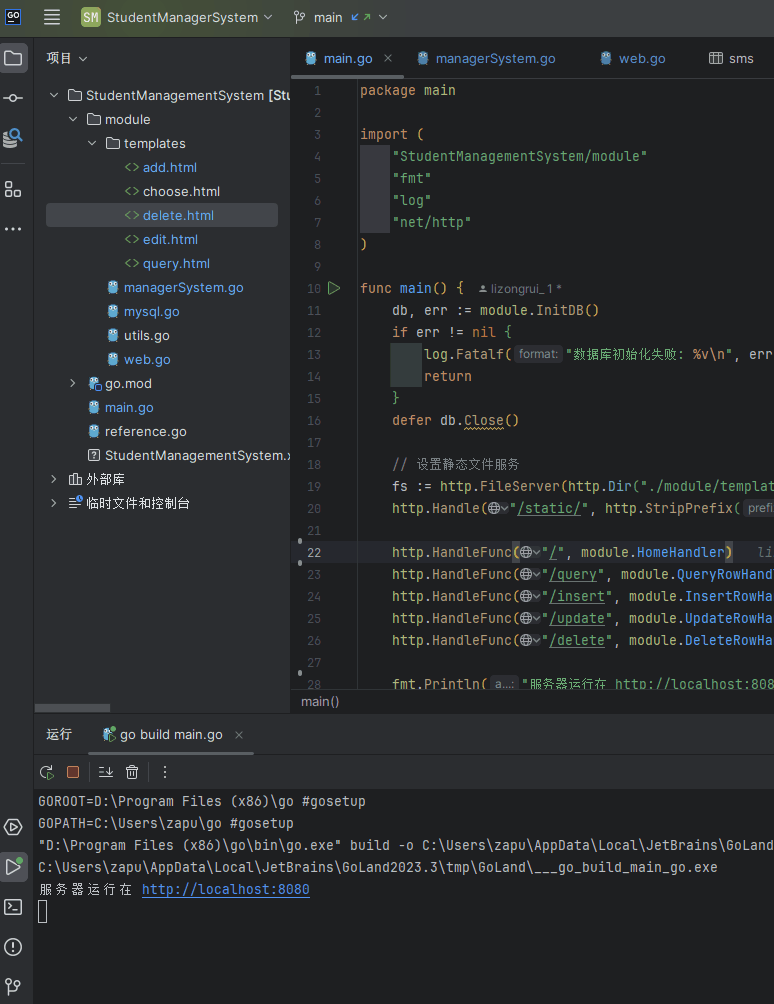 GO
SM StudentManagerSystem main
项目
StudentManagementSystem [Stu
module
templates
add.html
choose.html
delete.html
edit.html
query.html
managerSystem.go
mysql.go
utils.go
web.go
go.mod
main.go
reference.go
StudentManagementSystem.
外部库
临时文件和控制台
main.go managerSystem.go web.go sms
1 package main
2
3 import (
4 "StudentManagementSystem/module"
5 "fmt"
6 "log"
7 "net/http"
8 )
9
10 func main() { lizongrui_1 *
11 db, err := module.InitDB()
12 if err != nil {
13 log.Fatalf( format: "数据库初始化失败: %v\n", err
14 return
15 }
16 defer db.Close()
17
18 // 设置静态文件服务
19 fs := http.FileServer(http.Dir("./module/templat
20 http.Handle( "/static/", http.StripPrefix( prefi
21
22 http.HandleFunc( "/", module.HomeHandler) li
23 http.HandleFunc( "/query", module.QueryRowHand
24 http.HandleFunc( "/insert", module.InsertRowHa
25 http.HandleFunc( "/update", module.UpdateRowHa
26 http.HandleFunc( "/delete", module.DeleteRowHa
27
28 fmt.Println( a...: "服务器运行在 http://localhost:808
main()
运行 go build main.go
GOROOT=D:\Program Files (x86)\go #gosetup
GOPATH=C:\Users\zapu\go #gosetup
"D:\Program Files (x86)\go\bin\go.exe" build -o C:\Users\zapu\AppData\Local\JetBrains\GoLand
C:\Users\zapu\AppData\Local\JetBrains\GoLand2023.3\tmp\GoLand\___go_build_main_go.exe
服务器运行在 http://localhost:8080